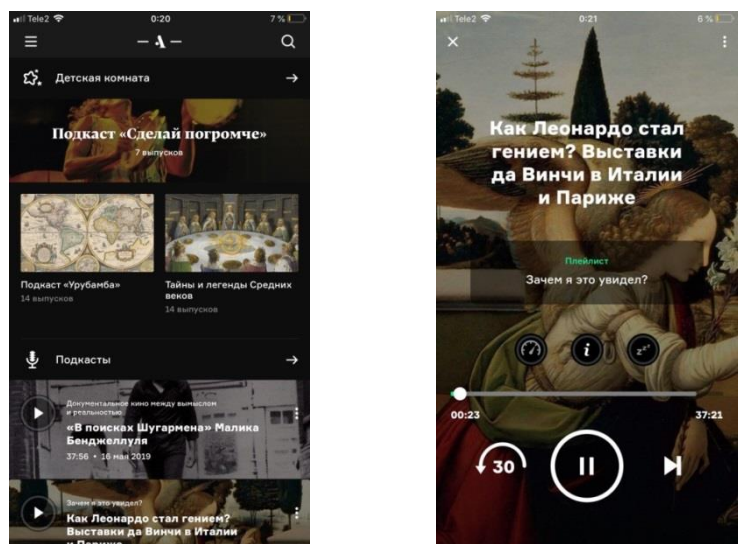 Tele2 0:20 7 %
— A —
Детская комната
Подкаст «Сделай погромче»
7 выпусков
Подкаст «Урубамба»
14 выпусков
Тайны и легенды Средних
веков
14 выпусков
Подкасты
Документальное кино между вымыслом
и реальностью
«В поисках Шугармена» Малика
Бенджеллуля
37:56 • 16 мая 2019
Зачем я это увидел?
Как Леонардо стал гением?
Выставки да Винчи в Италии
и Париже
Tele2 0:21 6 %
Как Леонардо стал
гением? Выставки
да Винчи в Италии
и Париже
Плейлист
Зачем я это увидел?
i zzz
00:23 37:21
30